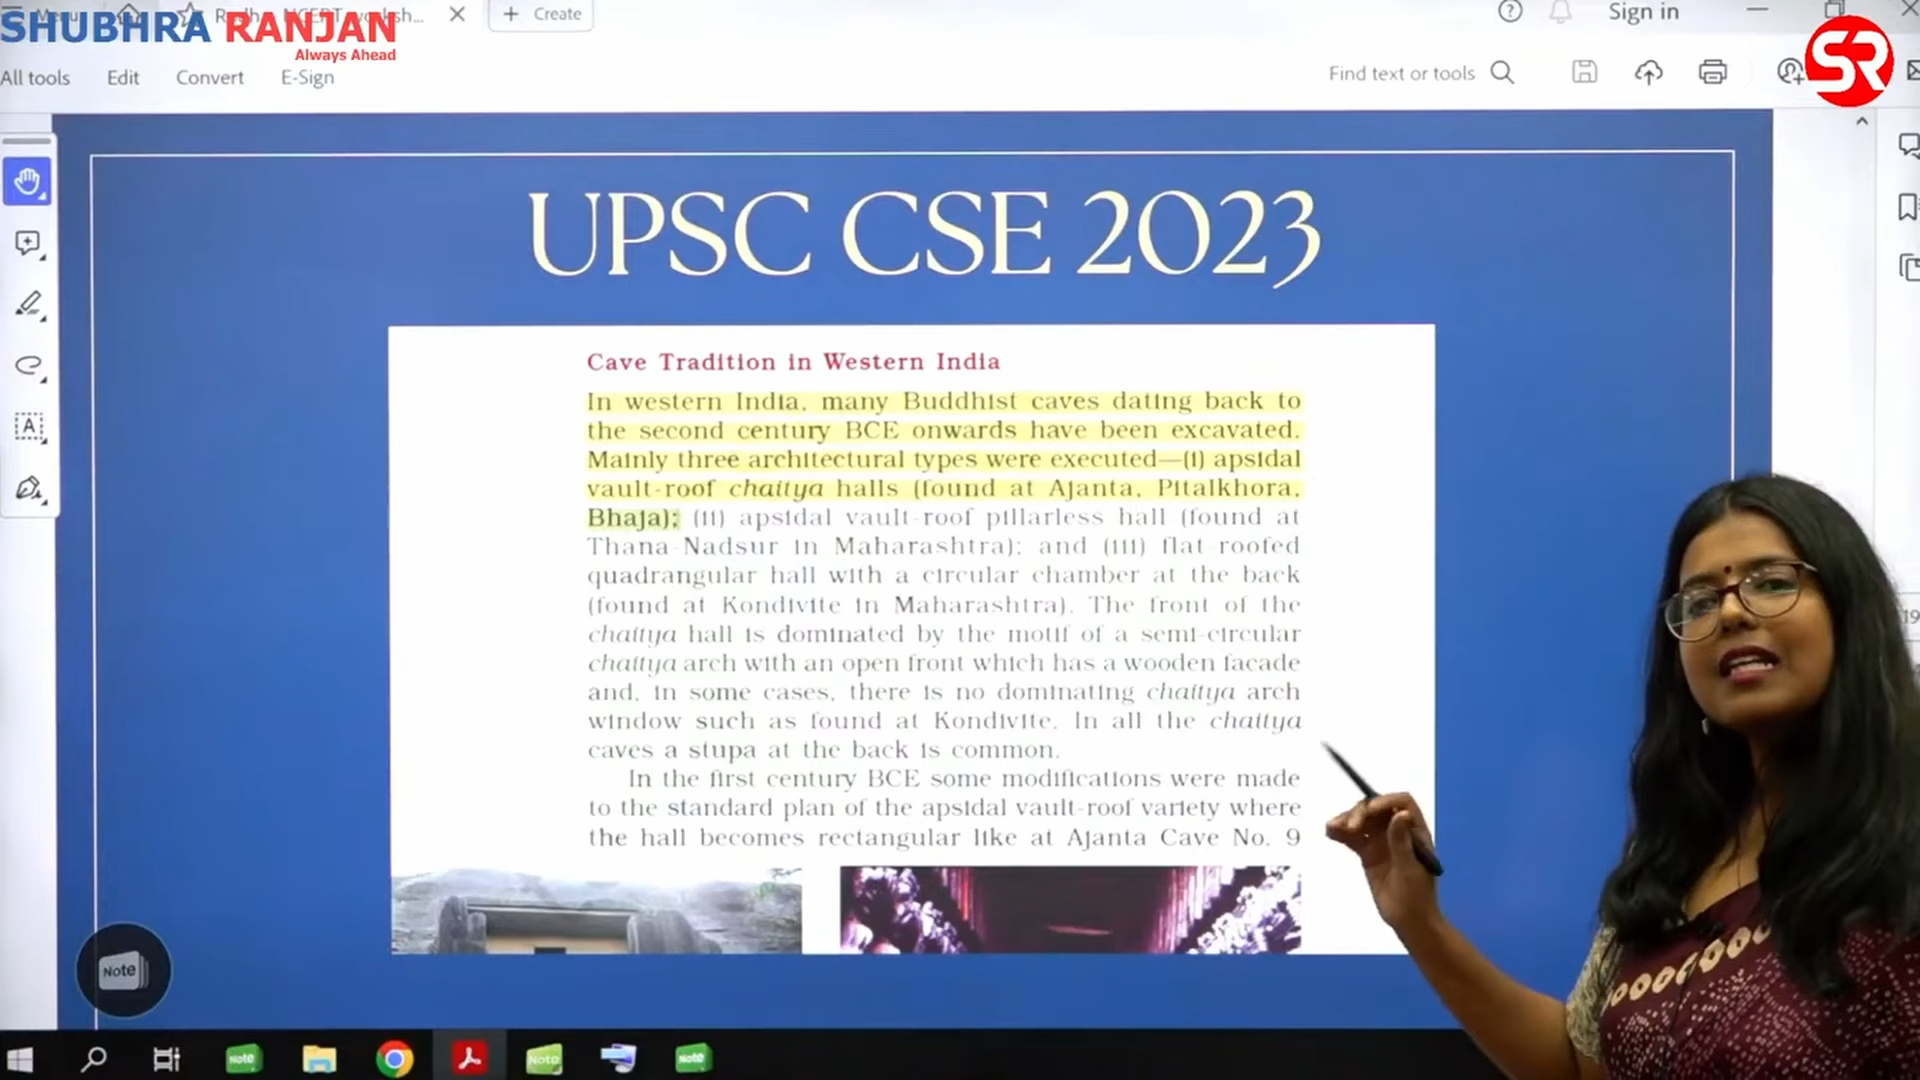 SHUBHRA RANJAN
Always Ahead
Create
Sign in
All tools Edit Convert E-Sign
Find text or tools
SR
UPSC CSE 2023
Cave Tradition in Western India
In western India, many Buddhist caves dating back to
the second century BCE onwards have been excavated.
Mainly three architectural types were executed—(i) apsidal
vault-roof chaitya halls (found at Ajanta, Pitalkhora,
Bhaja); (ii) apsidal vault-roof pillarless hall (found at
Thana-Nadsur in Maharashtra); and (iii) flat-roofed
quadrangular hall with a circular chamber at the back
(found at Kondivite in Maharashtra). The front of the
chaitya hall is dominated by the motif of a semi-circular
chaitya arch with an open front which has a wooden facade
and, in some cases, there is no dominating chaitya arch
window such as found at Kondivite. In all the chaitya
caves a stupa at the back is common.
In the first century BCE some modifications were made
to the standard plan of the apsidal vault-roof variety where
the hall becomes rectangular like at Ajanta Cave No. 9
Note
Note Note Note